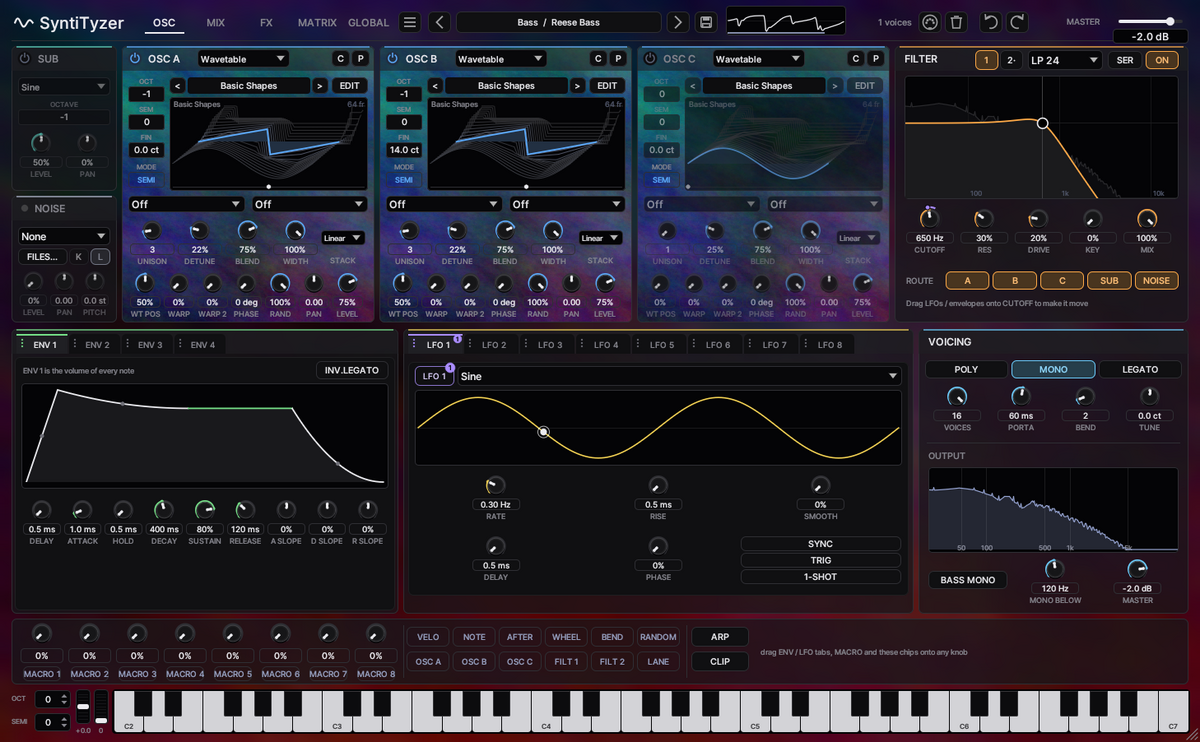 SyntiTyzer OSC MIX FX MATRIX GLOBAL Bass / Reese Bass 1 voices MASTER
-2.0 dB
SUB
Sine
OCTAVE
-1
50% 0%
LEVEL PAN
NOISE
None
FILES... K L
0% 0.00 0.0 st
LEVEL PAN PITCH
OSC A Wavetable C P
OCT < Basic Shapes > EDIT
-1
Basic Shapes 64 fr
SEM
0
FIN
0.0 ct
MODE
SEMI
Off Off
3 22% 75% 100% Linear
UNISON DETUNE BLEND WIDTH STACK
50% 0% 0% 0 deg 100% 0.00 75%
WT POS WARP WARP 2 PHASE RAND PAN LEVEL
OSC B Wavetable C P
OCT < Basic Shapes > EDIT
-1
Basic Shapes 64 fr
SEM
0
FIN
14.0 ct
MODE
SEMI
Off Off
3 22% 75% 100% Linear
UNISON DETUNE BLEND WIDTH STACK
50% 0% 0% 0 deg 100% 0.00 75%
WT POS WARP WARP 2 PHASE RAND PAN LEVEL
OSC C Wavetable C P
OCT < Basic Shapes > EDIT
0
Basic Shapes 64 fr
SEM
0
FIN
0.0 ct
MODE
SEMI
Off Off
1 25% 75% 100% Linear
UNISON DETUNE BLEND WIDTH STACK
0% 0% 0% 0 deg 100% 0.00 75%
WT POS WARP WARP 2 PHASE RAND PAN LEVEL
FILTER 1 2· LP 24 SER ON
100 1k 10k
650 Hz 30% 20% 0% 100%
CUTOFF RES DRIVE KEY MIX
ROUTE A B C SUB NOISE
Drag LFOs / envelopes onto CUTOFF to make it move
ENV 1 ENV 2 ENV 3 ENV 4
ENV 1 is the volume of every note INV.LEGATO
0.5 ms 1.0 ms 0.5 ms 400 ms 80% 120 ms 0% 0% 0%
DELAY ATTACK HOLD DECAY SUSTAIN RELEASE A SLOPE D SLOPE R SLOPE
LFO 1 1 LFO 2 LFO 3 LFO 4 LFO 5 LFO 6 LFO 7 LFO 8
LFO 1 1 Sine
0.30 Hz 0.5 ms 0%
RATE RISE SMOOTH
0.5 ms 0%
DELAY PHASE
SYNC
TRIG
1-SHOT
VOICING
POLY MONO LEGATO
16 60 ms 2 0.0 ct
VOICES PORTA BEND TUNE
OUTPUT
50 100 500 1k
BASS MONO
120 Hz -2.0 dB
MONO BELOW MASTER
0% 0% 0% 0% 0% 0% 0% 0%
MACRO 1 MACRO 2 MACRO 3 MACRO 4 MACRO 5 MACRO 6 MACRO 7 MACRO 8
VELO NOTE AFTER WHEEL BEND RANDOM ARP
OSC A OSC B OSC C FILT 1 FILT 2 LANE CLIP
drag ENV / LFO tabs, MACRO and these chips onto any knob
OCT 0
SEMI 0
+0.0 0
C2 C3 C4 C5 C6 C7